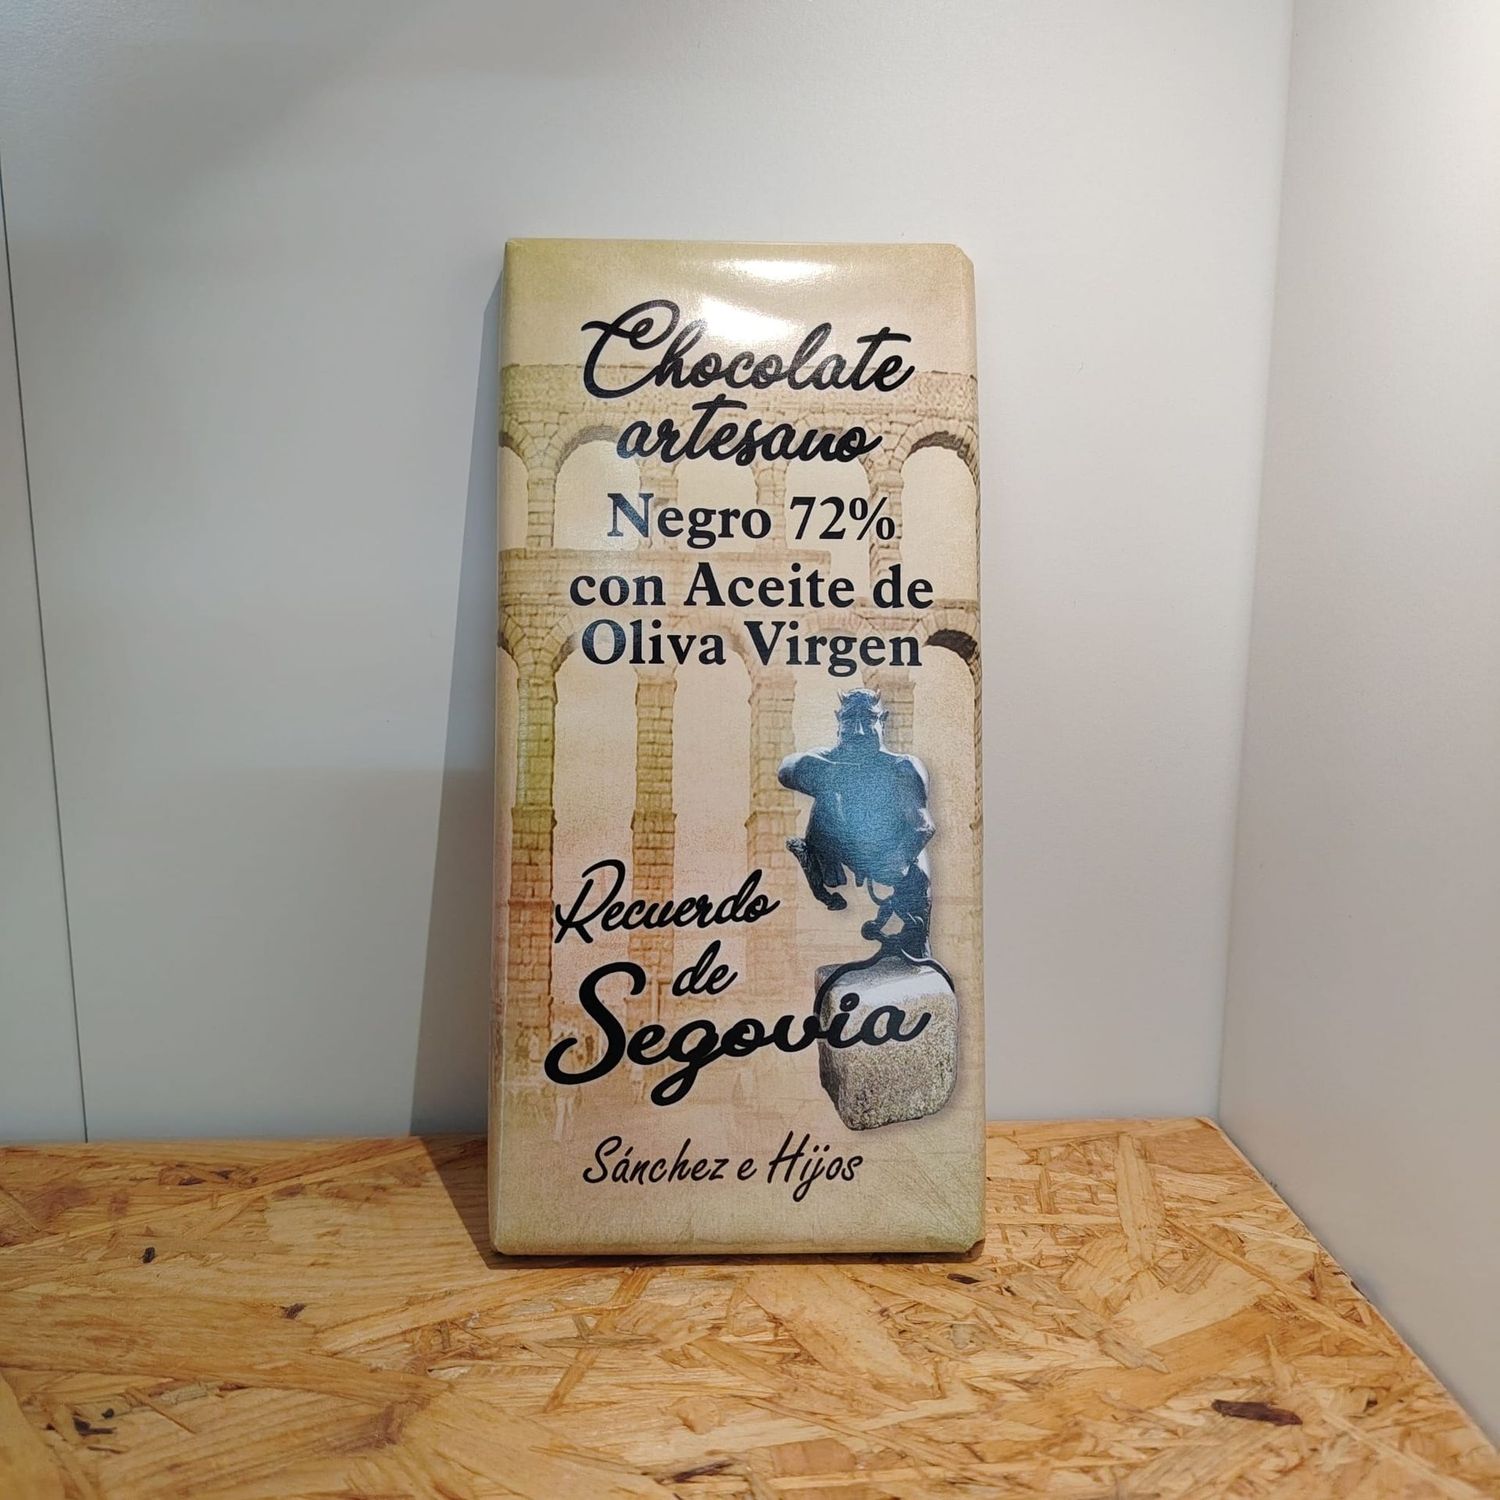 Chocolate
artesano
Negro 72%
con Aceite de
Oliva Virgen
Recuerdo
de
Segovia
Sánchez e Hijos